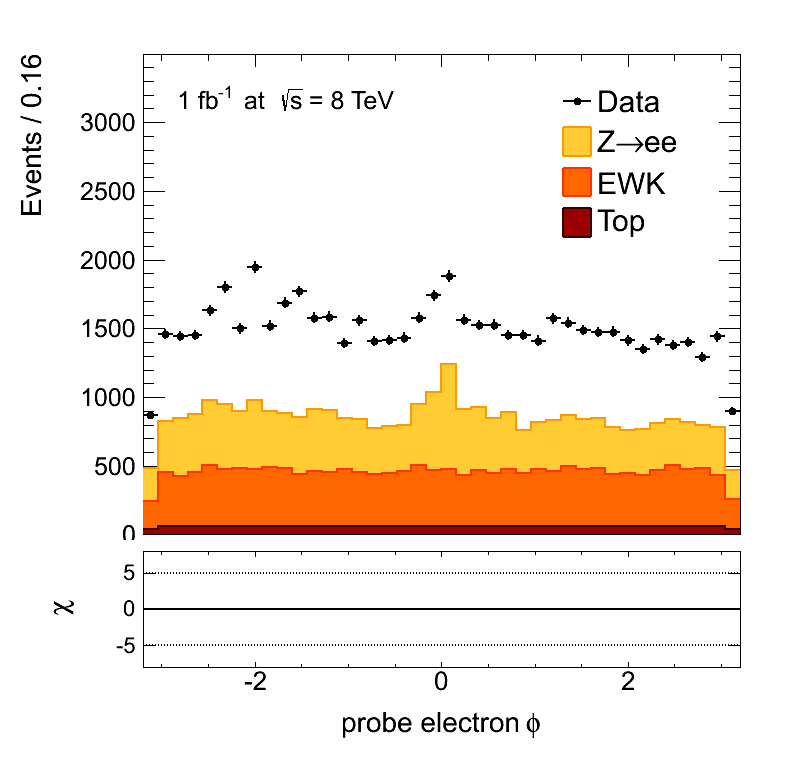 Events / 0.16
1 fb-1 at √s = 8 TeV
Data
Z→ee
EWK
Top
3000
2500
2000
1500
1000
500
0
χ
5
0
-5
-2 0 2
probe electron ϕ